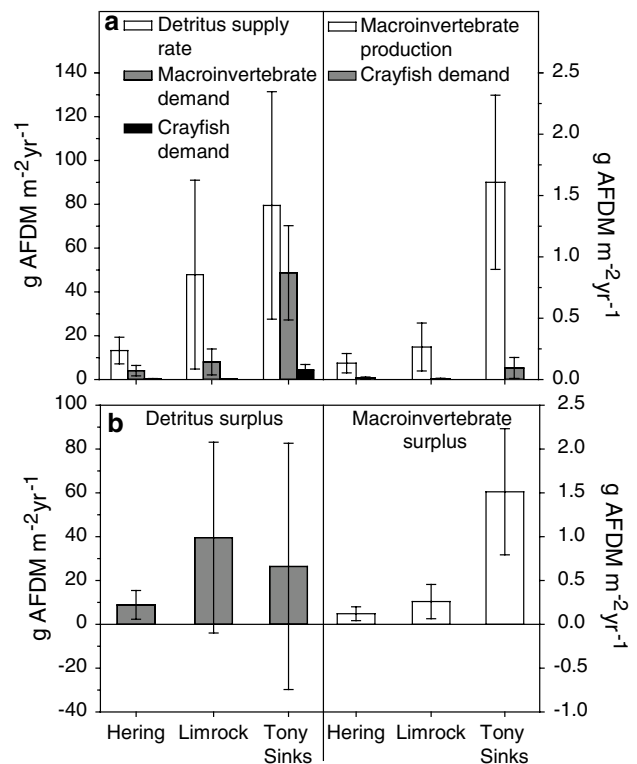 a
Detritus supply
rate
Macroinvertebrate
demand
Crayfish
demand
Macroinvertebrate
production
Crayfish demand
140
120
100
80
60
40
20
0
g AFDM m-2yr-1
2.5
2.0
1.5
1.0
0.5
0.0
g AFDM m-2yr-1
b
Detritus surplus
Macroinvertebrate
surplus
100
80
60
40
20
0
-20
-40
g AFDM m-2yr-1
2.5
2.0
1.5
1.0
0.5
0.0
-0.5
-1.0
g AFDM m-2yr-1
Hering Limrock Tony
Sinks
Hering Limrock Tony
Sinks